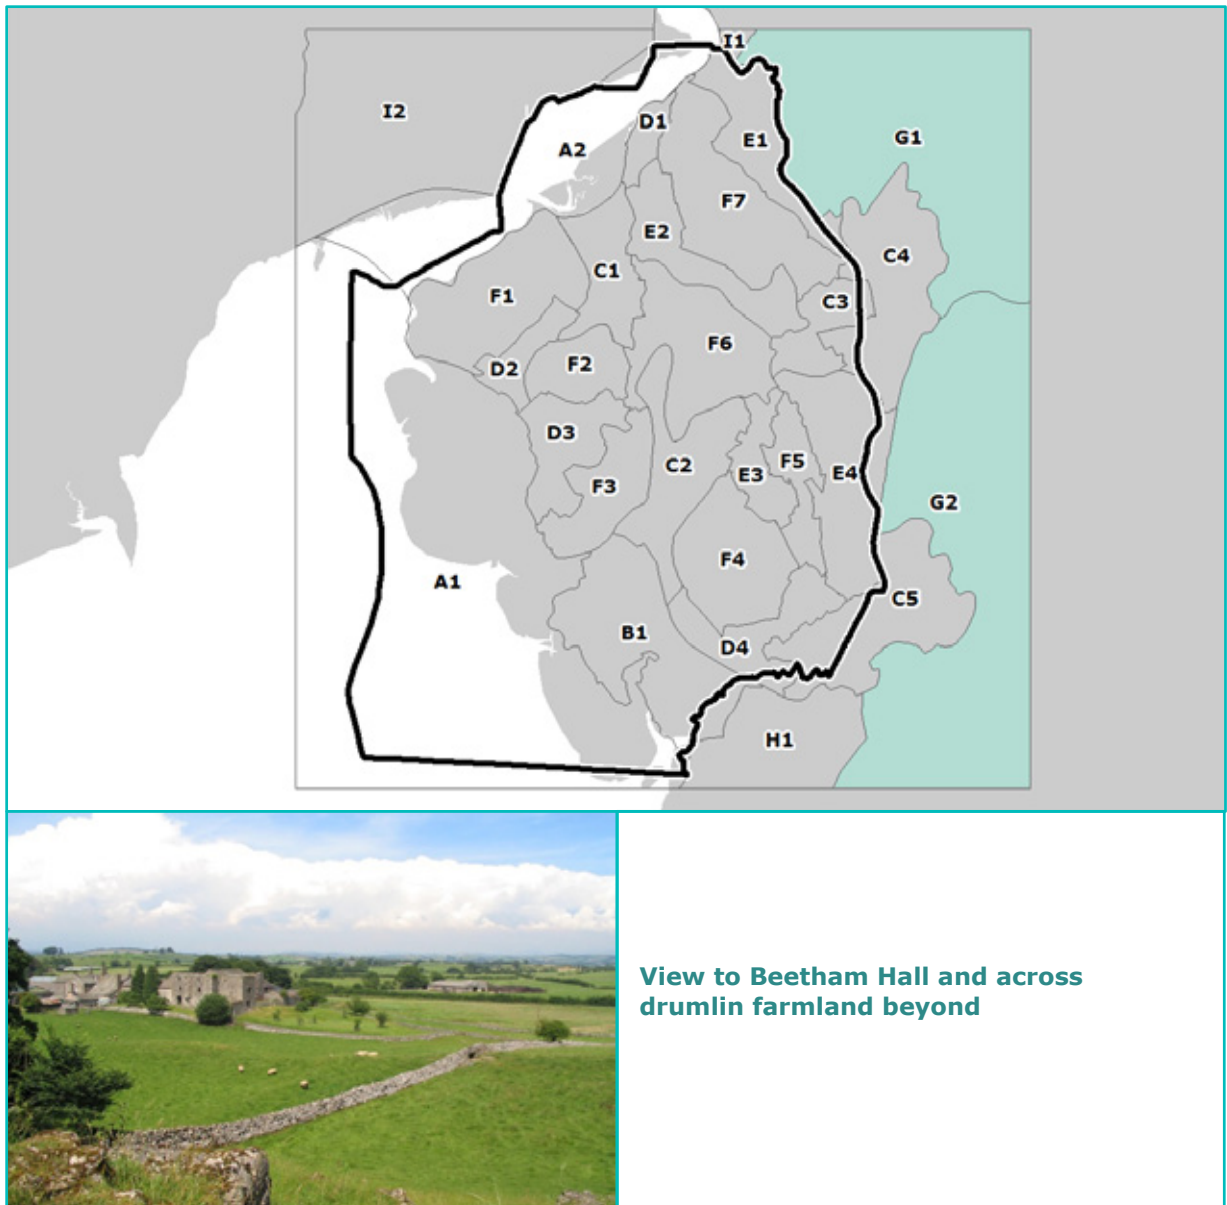 I1
I2
D1
A2
E1
G1
F7
E2
C4
C1
F1
C3
F6
F2
D2
D3
C2
F5
E3
E4
F3
G2
F4
A1
C5
B1
D4
H1
View to Beetham Hall and across
drumlin farmland beyond